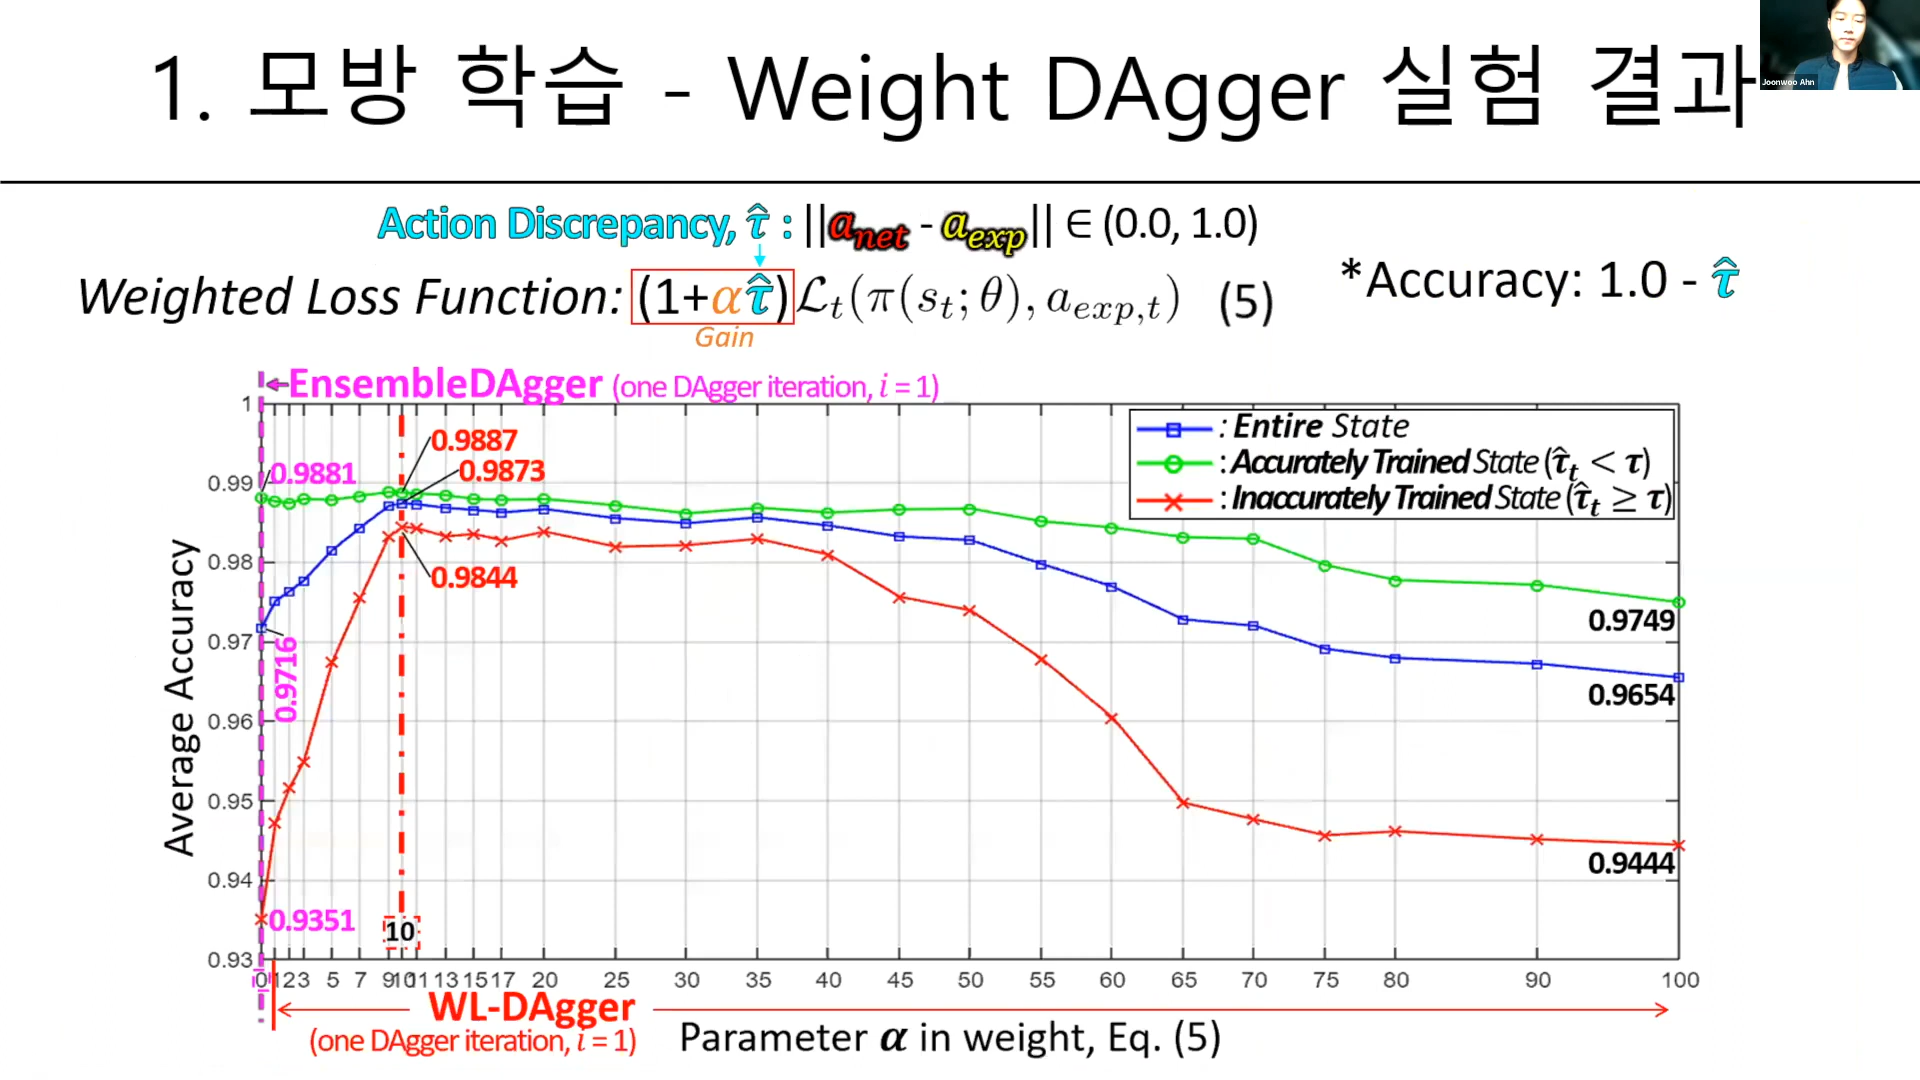 1. 모방 학습 - Weight DAgger 실험 결과
Joonwoo Ahn
Action Discrepancy, τ̂ : ||a_net - a_exp|| ∈ (0.0, 1.0)
Weighted Loss Function: (1+ατ̂)ℒ_t(π(s_t; θ), a_exp,t) (5)
*Accuracy: 1.0 - τ̂
Gain
EnsembleDAgger (one DAgger iteration, i = 1)
: Entire State
: Accurately Trained State (τ̂_t < τ)
: Inaccurately Trained State (τ̂_t ≥ τ)
0.9887
0.9873
0.9881
0.9844
0.9716
0.9749
0.9654
0.9444
0.9351
10
Average Accuracy
1
0.99
0.98
0.97
0.96
0.95
0.94
0.93
0 1 2 3 5 7 9 10 11 13 15 17 20 25 30 35 40 45 50 55 60 65 70 75 80 90 100
WL-DAgger
(one DAgger iteration, i = 1)
Parameter α in weight, Eq. (5)